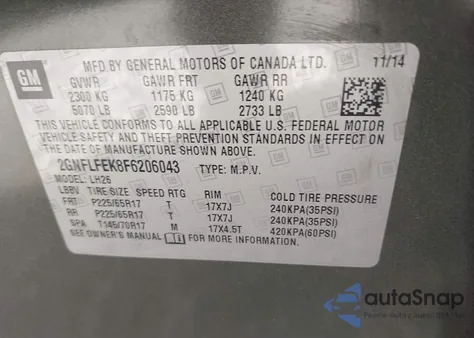 GM
MFD BY GENERAL MOTORS OF CANADA LTD. 11/14
GVWR GAWR FRT GAWR RR
2300 KG 1175 KG 1240 KG
5070 LB 2590 LB 2733 LB
THIS VEHICLE CONFORMS TO ALL APPLICABLE U.S. FEDERAL MOTOR
VEHICLE SAFETY AND THEFT PREVENTION STANDARDS IN EFFECT ON
THE DATE OF MANUFACTURE SHOWN ABOVE.
2GNFLFEK8F6206043 TYPE: M.P.V.
MODEL: LH26
LBBV TIRE SIZE SPEED RTG RIM COLD TIRE PRESSURE
FRT P225/65R17 T 17X7J 240KPA(35PSI)
RR P225/65R17 T 17X7J 240KPA(35PSI)
SPA T145/70R17 M 17X4.5T 420KPA(60PSI)
SEE OWNER'S MANUAL FOR MORE INFORMATION.
autoSnap